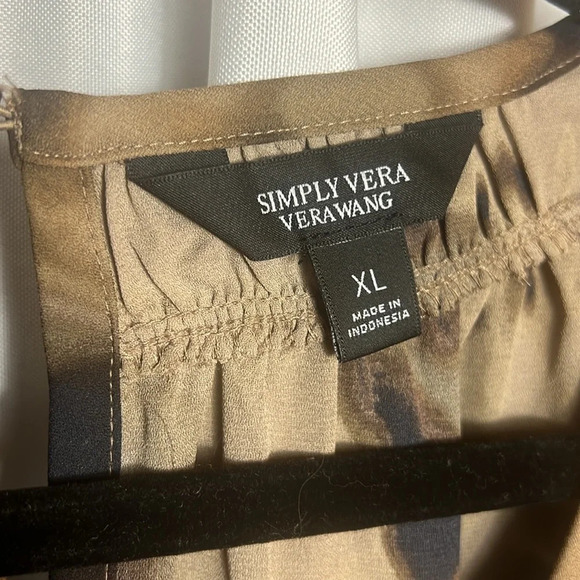 SIMPLY VERA
VERAWANG
XL
MADE IN
INDONESIA